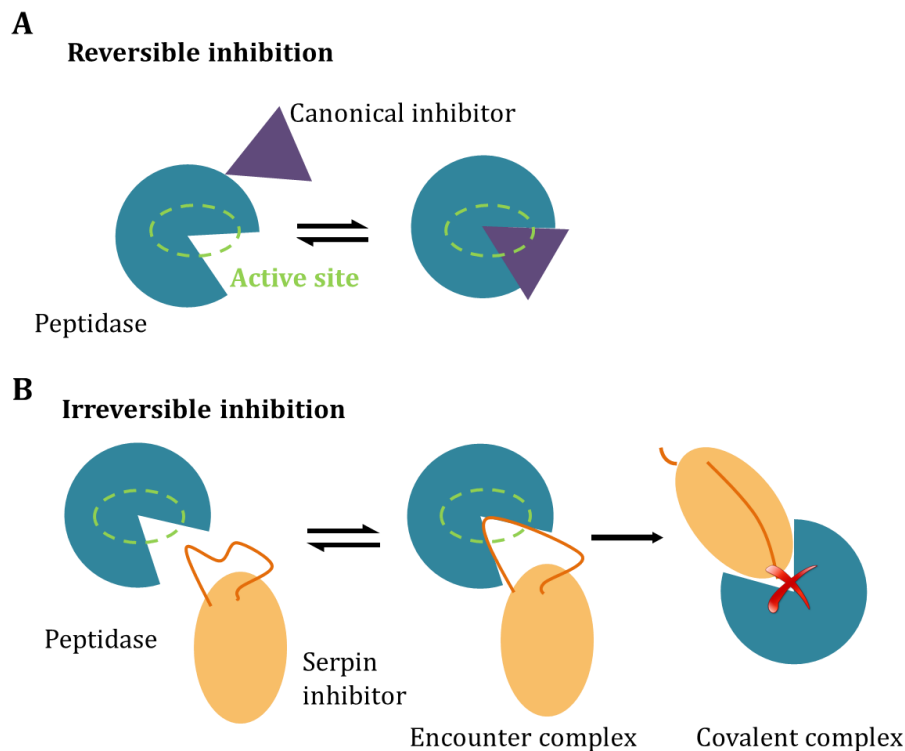 A
Reversible inhibition
Canonical inhibitor
Active site
Peptidase
B
Irreversible inhibition
Peptidase
Serpin
inhibitor
Encounter complex
Covalent complex